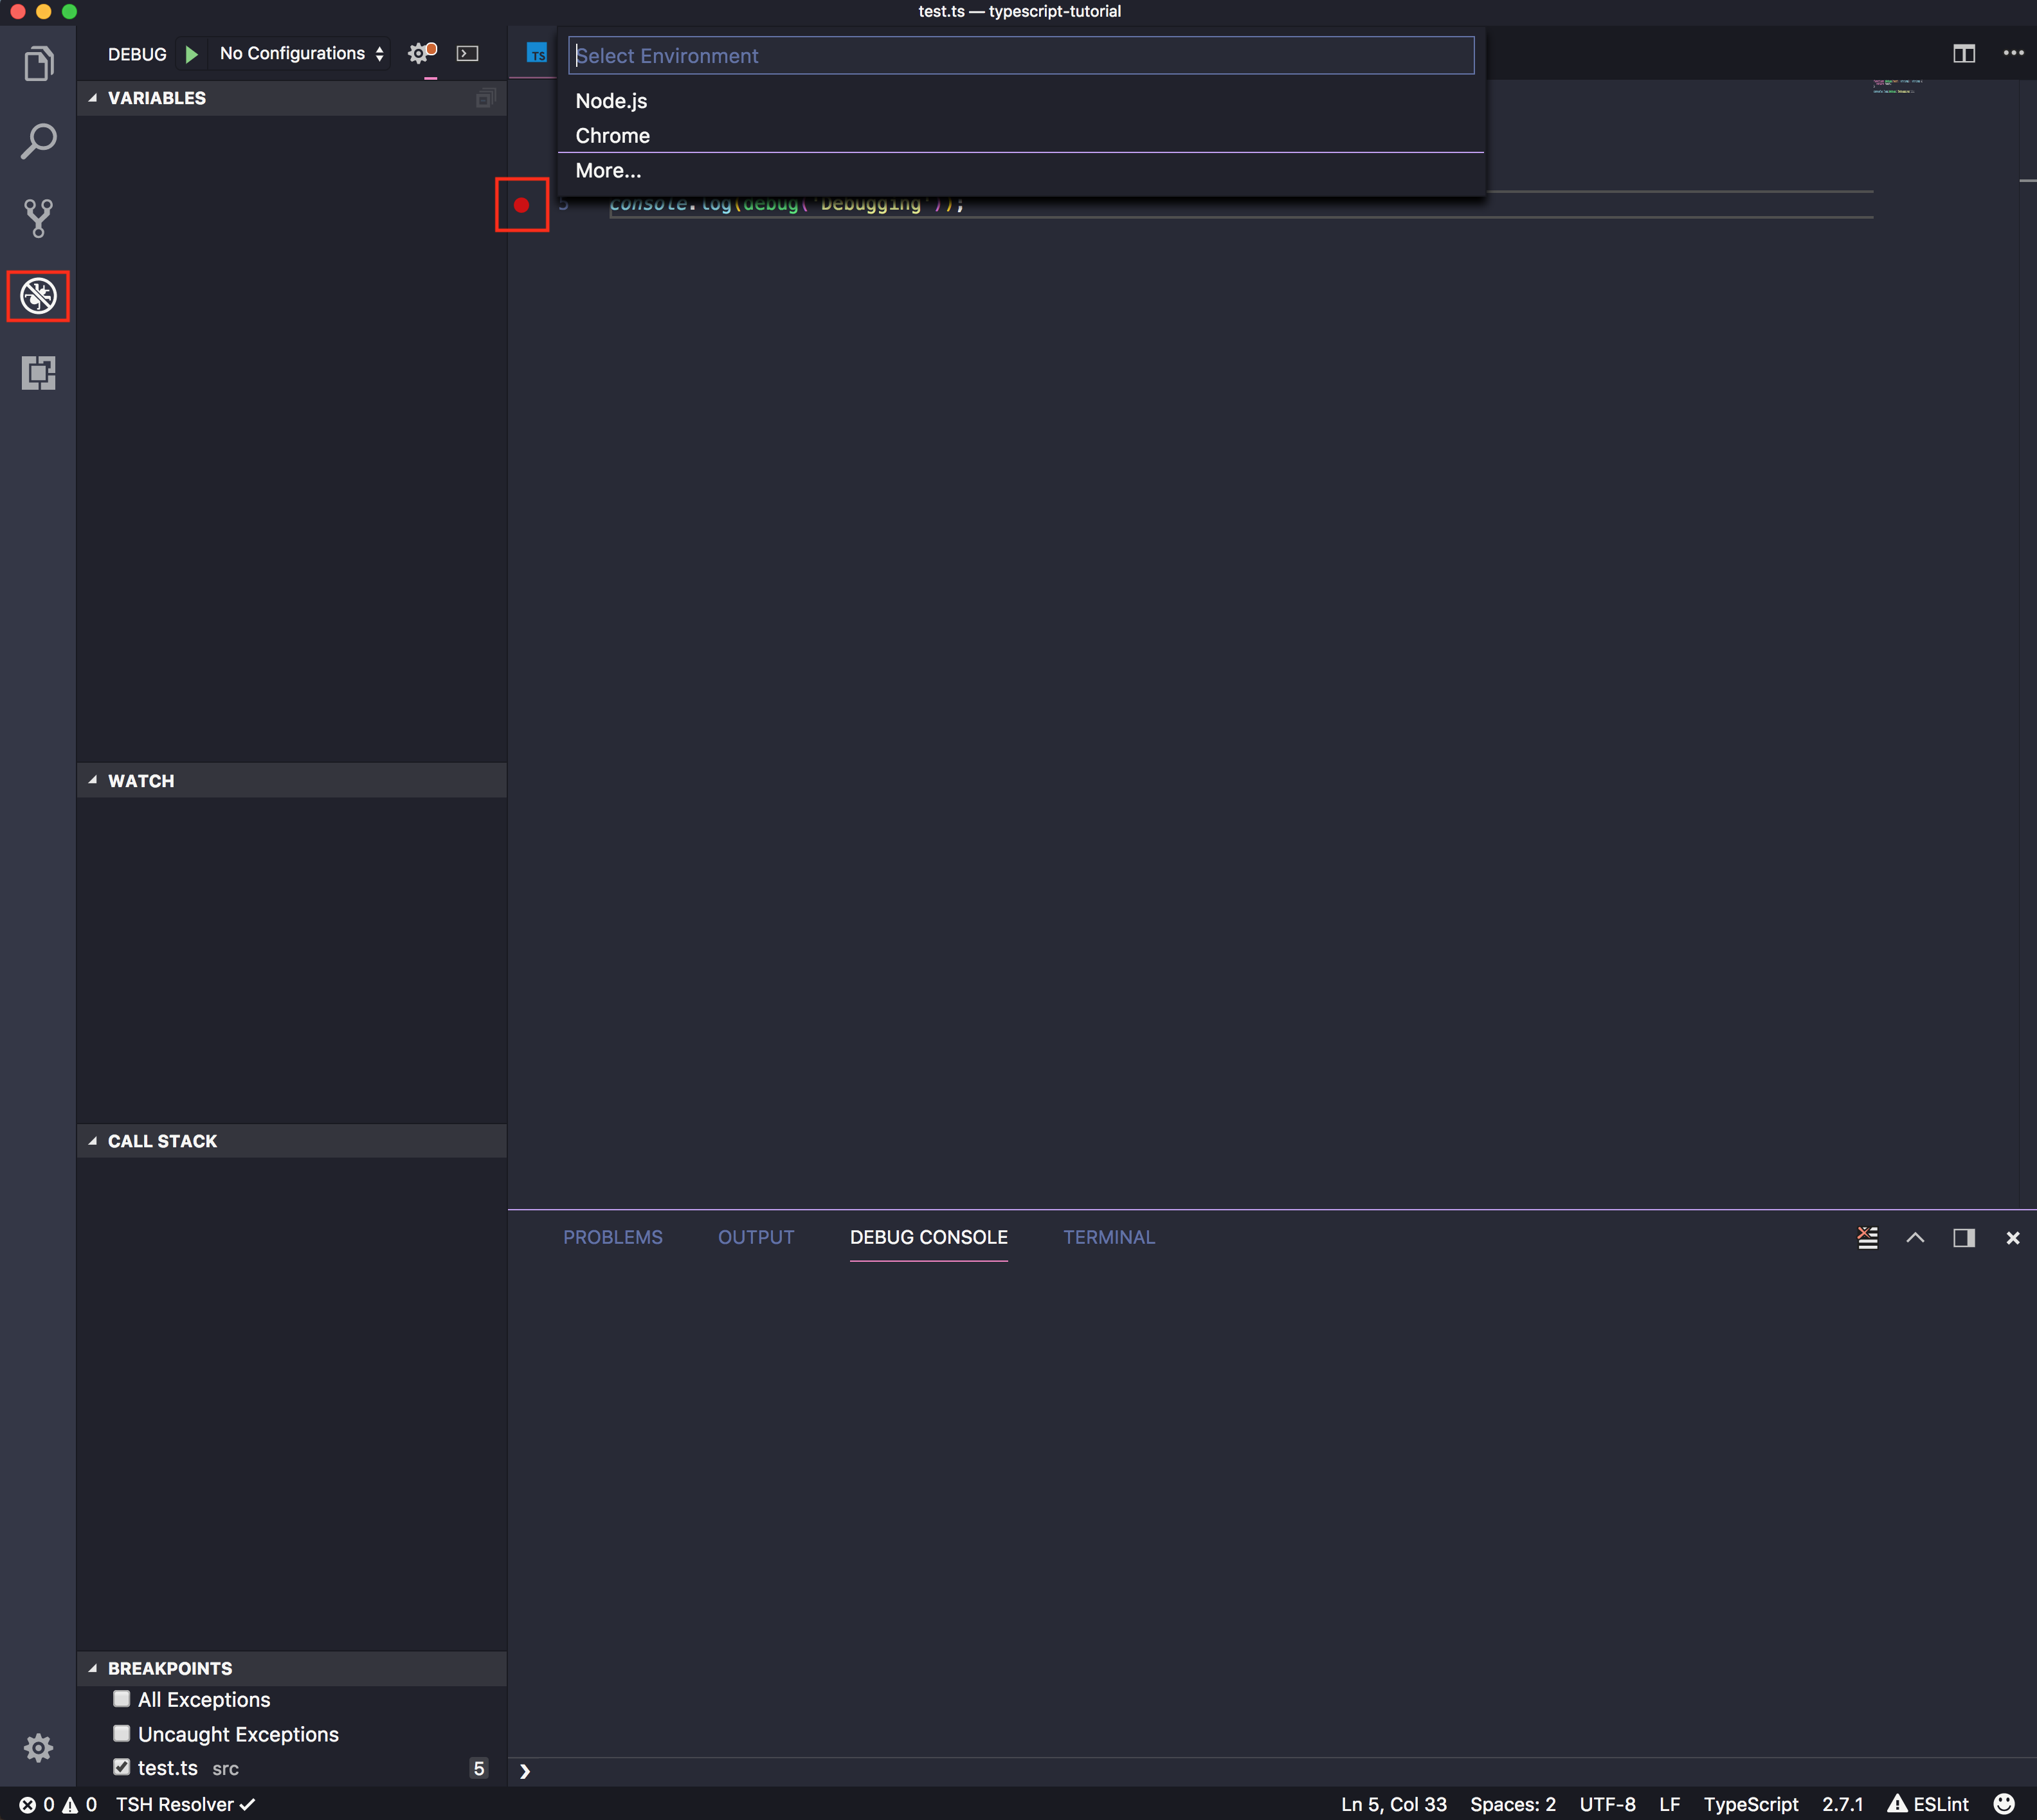 test.ts — typescript-tutorial
DEBUG
No Configurations
TS
Select Environment
Node.js
Chrome
More...
VARIABLES
5 console.log(debug('Debugging'));
WATCH
CALL STACK
PROBLEMS OUTPUT DEBUG CONSOLE TERMINAL
BREAKPOINTS
All Exceptions
Uncaught Exceptions
test.ts src 5
0 0 TSH Resolver
Ln 5, Col 33 Spaces: 2 UTF-8 LF TypeScript 2.7.1 ESLint